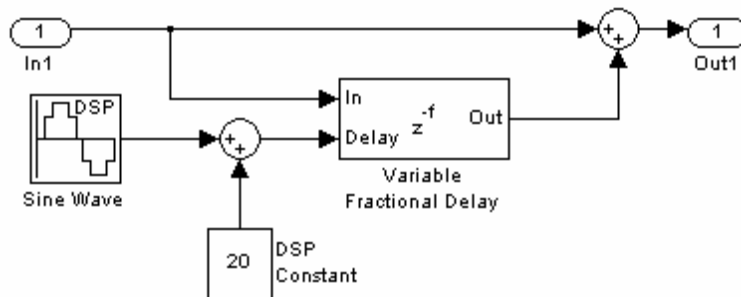 1
In1
+
+
1
Out1
DSP
Sine Wave
+
+
In
Delay
z-f
Out
Variable
Fractional Delay
20
DSP
Constant